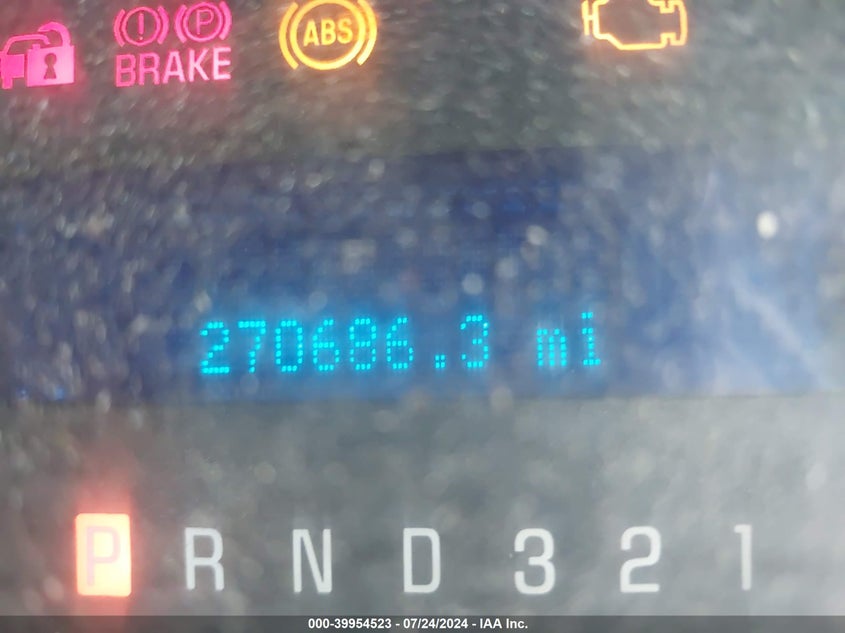 ! P ABS
BRAKE
270686.3 mi
P R N D 3 2 1
000-39954523 - 07/24/2024 - IAA Inc.